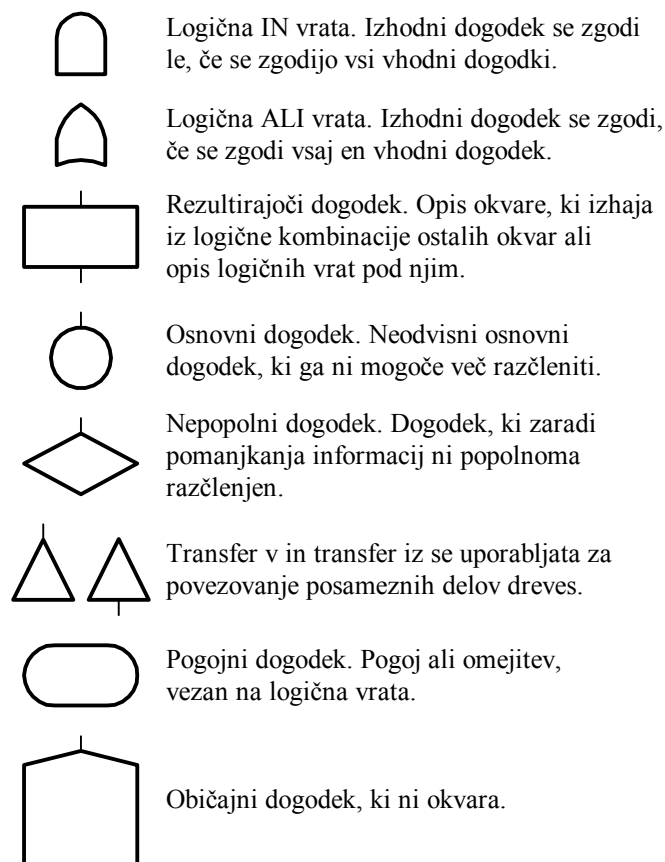 Logična IN vrata. Izhodni dogodek se zgodi
le, če se zgodijo vsi vhodni dogodki.
Logična ALI vrata. Izhodni dogodek se zgodi,
če se zgodi vsaj en vhodni dogodek.
Rezultirajoči dogodek. Opis okvare, ki izhaja
iz logične kombinacije ostalih okvar ali
opis logičnih vrat pod njim.
Osnovni dogodek. Neodvisni osnovni
dogodek, ki ga ni mogoče več razčleniti.
Nepopolni dogodek. Dogodek, ki zaradi
pomanjkanja informacij ni popolnoma
razčlenjen.
Transfer v in transfer iz se uporabljata za
povezovanje posameznih delov dreves.
Pogojni dogodek. Pogoj ali omejitev,
vezan na logična vrata.
Običajni dogodek, ki ni okvara.